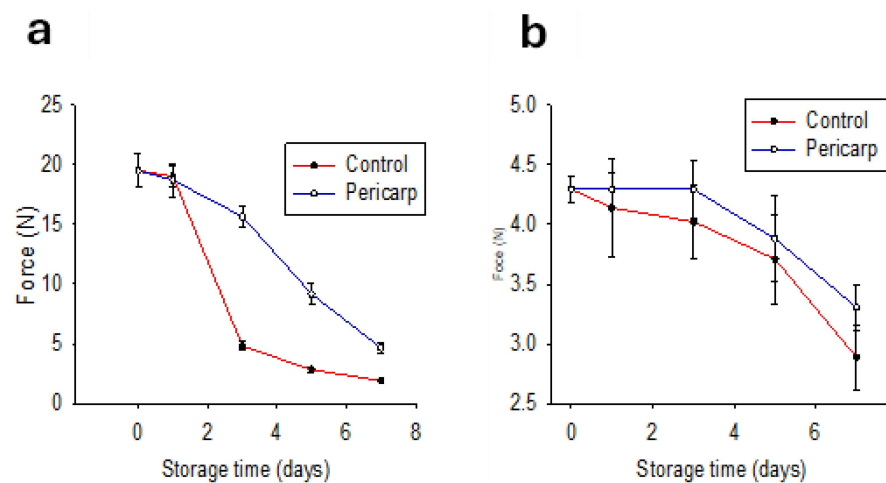 a
b
25
20
15
10
5
0
Force (N)
Control
Pericarp
0
2
4
6
8
Storage time (days)
5.0
4.5
4.0
3.5
3.0
2.5
Foce (N)
Control
Pericarp
0
2
4
6
Storage time (days)